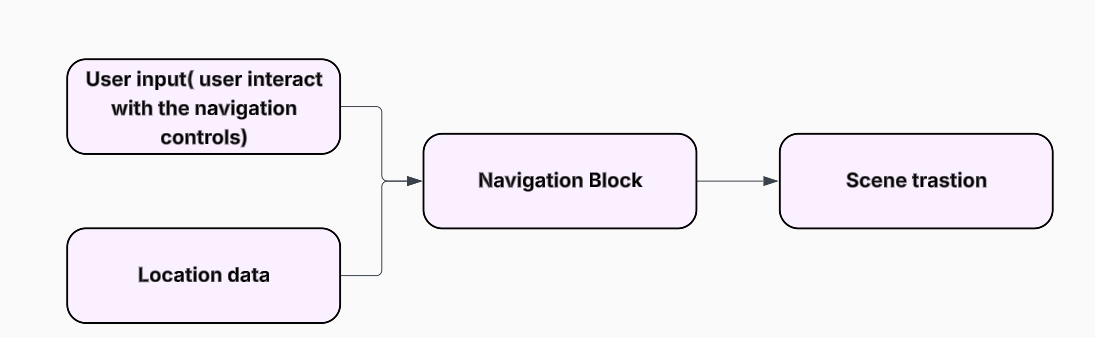 User input( user interact
with the navigation
controls)
Navigation Block
Scene trastion
Location data